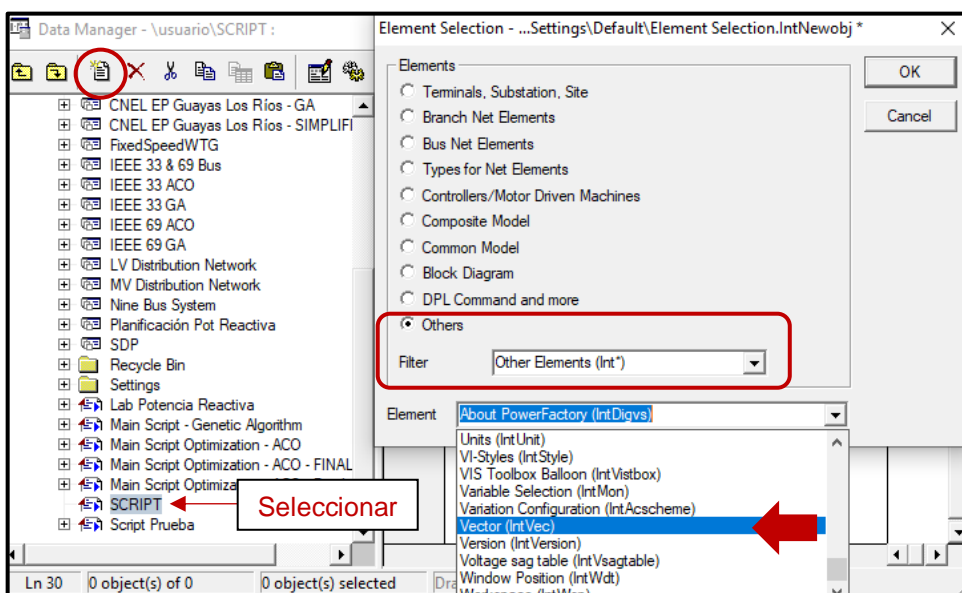 Data Manager - \usuario\SCRIPT :
CNEL EP Guayas Los Ríos - GA
CNEL EP Guayas Los Ríos - SIMPLIFI
FixedSpeedWTG
IEEE 33 & 69 Bus
IEEE 33 ACO
IEEE 33 GA
IEEE 69 ACO
IEEE 69 GA
LV Distribution Network
MV Distribution Network
Nine Bus System
Planificación Pot Reactiva
SDP
Recycle Bin
Settings
Lab Potencia Reactiva
Main Script - Genetic Algorithm
Main Script Optimization - ACO
Main Script Optimization - ACO - FINAL
Main Script Optimiza
SCRIPT
Script Prueba
Seleccionar
Ln 30
0 object(s) of 0
0 object(s) selected
Dra
Element Selection - ...Settings\Default\Element Selection.IntNewobj *
Elements
Terminals, Substation, Site
Branch Net Elements
Bus Net Elements
Types for Net Elements
Controllers/Motor Driven Machines
Composite Model
Common Model
Block Diagram
DPL Command and more
Others
Filter
Other Elements (Int*)
OK
Cancel
Element
About PowerFactory (IntDigvs)
Units (IntUnit)
VI-Styles (IntStyle)
VIS Toolbox Balloon (IntVistbox)
Variable Selection (IntMon)
Variation Configuration (IntAcscheme)
Vector (IntVec)
Version (IntVersion)
Voltage sag table (IntVsagtable)
Window Position (IntWdt)